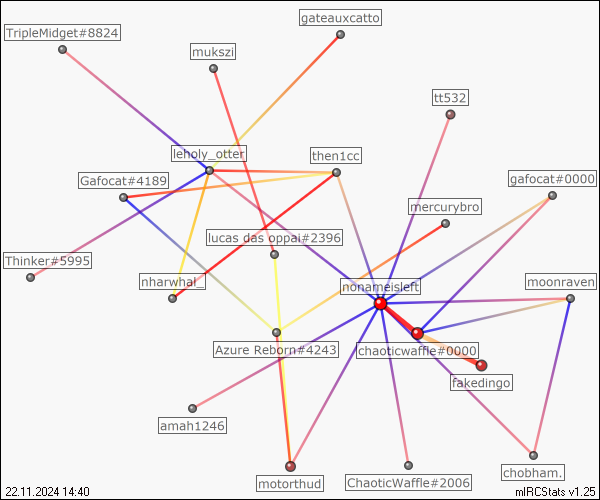 gateauxcatto
TripleMidget#8824
mukszi
tt532
leholy_otter
then1cc
Gafocat#4189
gafocat#0000
mercurybro
lucas das oppai#2396
Thinker#5995
nharwhal_
nonameisleft
moonraven
Azure Reborn#4243
chaoticwaffle#0000
fakedingo
amah1246
motorthud
ChaoticWaffle#2006
chobham.
22.11.2024 14:40
mIRCStats v1.25